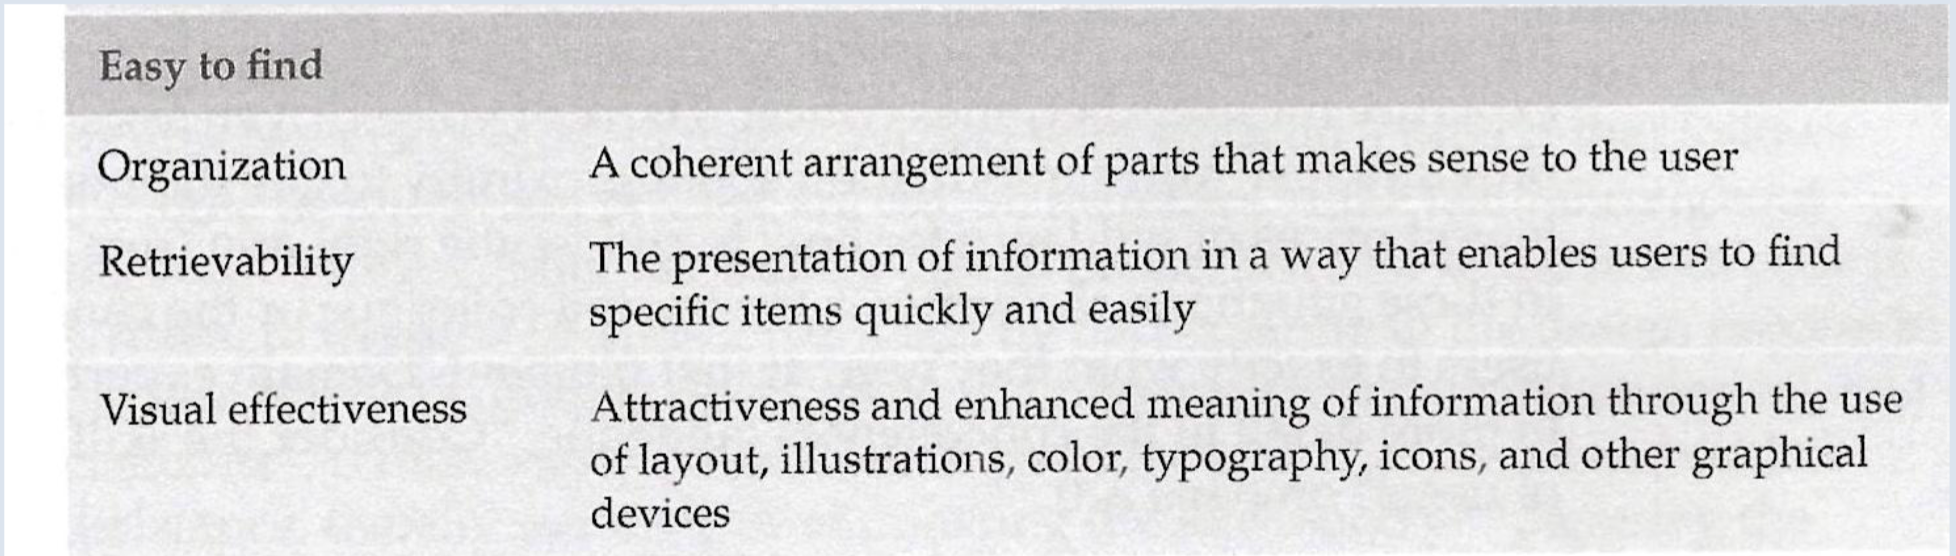 Easy to find
Organization A coherent arrangement of parts that makes sense to the user
Retrievability The presentation of information in a way that enables users to find
specific items quickly and easily
Visual effectiveness Attractiveness and enhanced meaning of information through the use
of layout, illustrations, color, typography, icons, and other graphical
devices